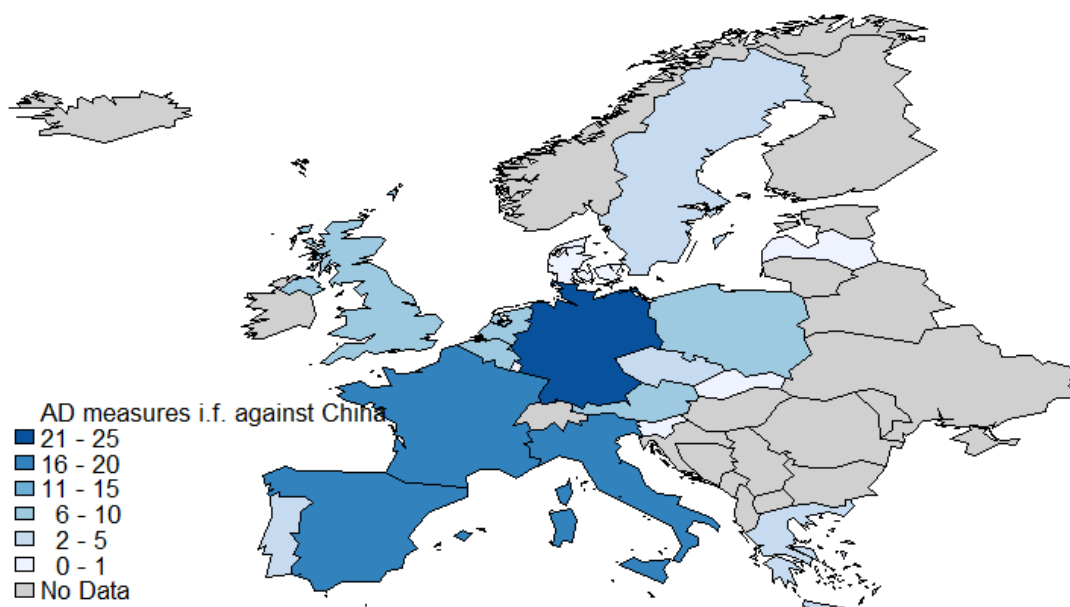 AD measures i.f. against China
21 - 25
16 - 20
11 - 15
6 - 10
2 - 5
0 - 1
No Data